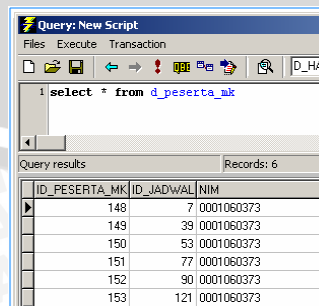 Query: New Script
Files Execute Transaction
D_HA
1 select * from d_peserta_mk
Query results Records: 6
ID_PESERTA_MK ID_JADWAL NIM
148 7 0001060373
149 39 0001060373
150 53 0001060373
151 77 0001060373
152 90 0001060373
153 121 0001060373